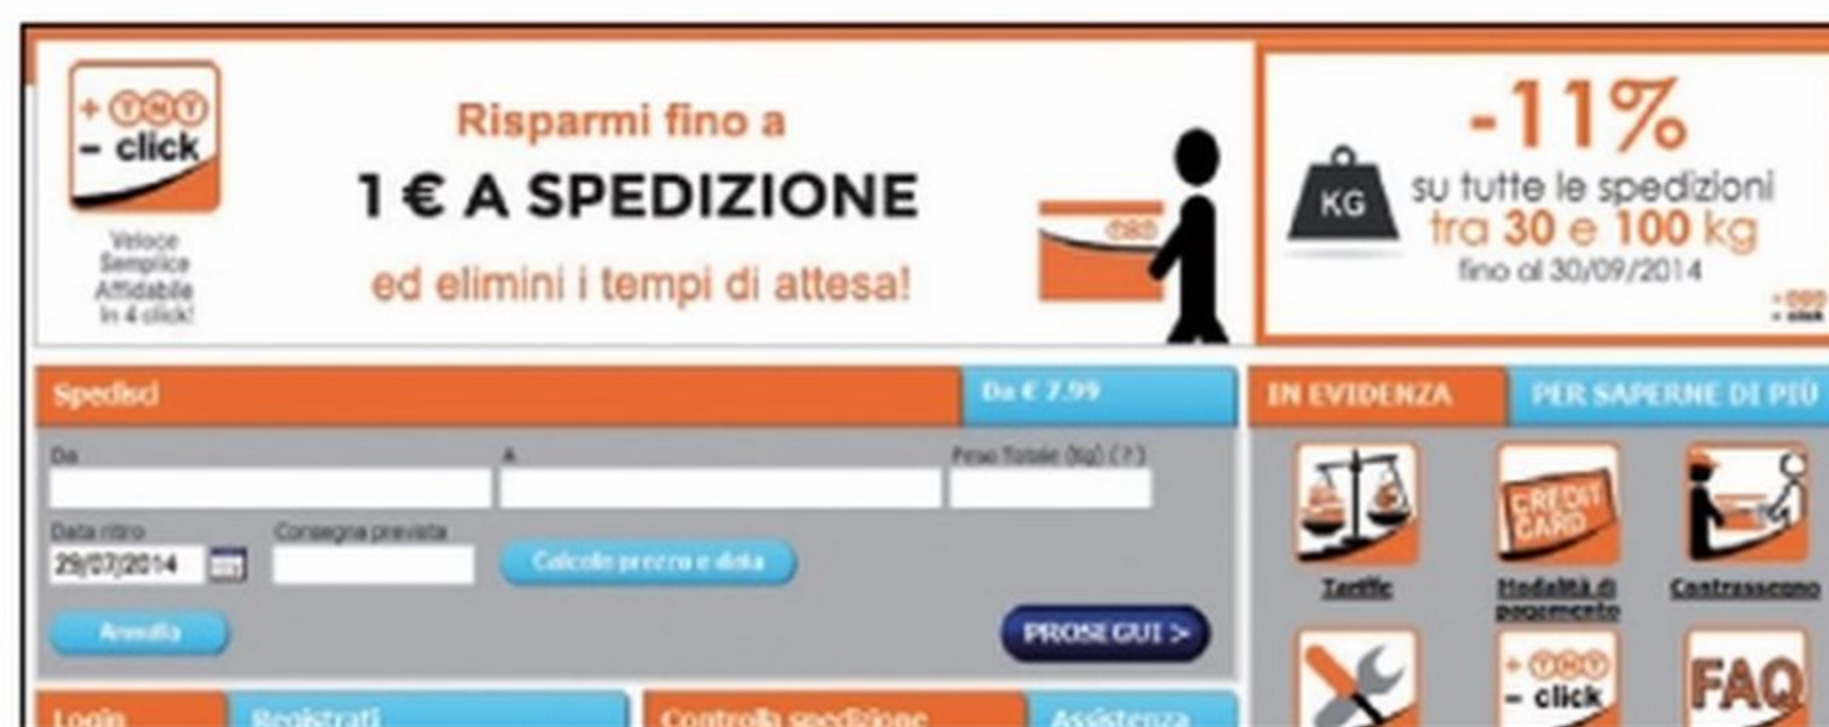 + TNT
- click
Veloce
Semplice
Affidabile
In 4 click!
Risparmi fino a
1 € A SPEDIZIONE
ed elimini i tempi di attesa!
TNT
-11%
KG
su tutte le spedizioni
tra 30 e 100 kg
fino al 30/09/2014
+ TNT
- click
Spedisci
Da € 7.99
Da
A
Peso Totale (Kg) (?)
Data ritiro
Consegna prevista
29/07/2014
Calcola prezzo e data
Annulla
PROSEGUI >
IN EVIDENZA
PER SAPERNE DI PIÙ
CREDIT
CARD
Tariffe
Modalità di
pagamento
Contrassegno
+ TNT
- click
FAQ
Login
Registrati
Controlla spedizione
Assistenza